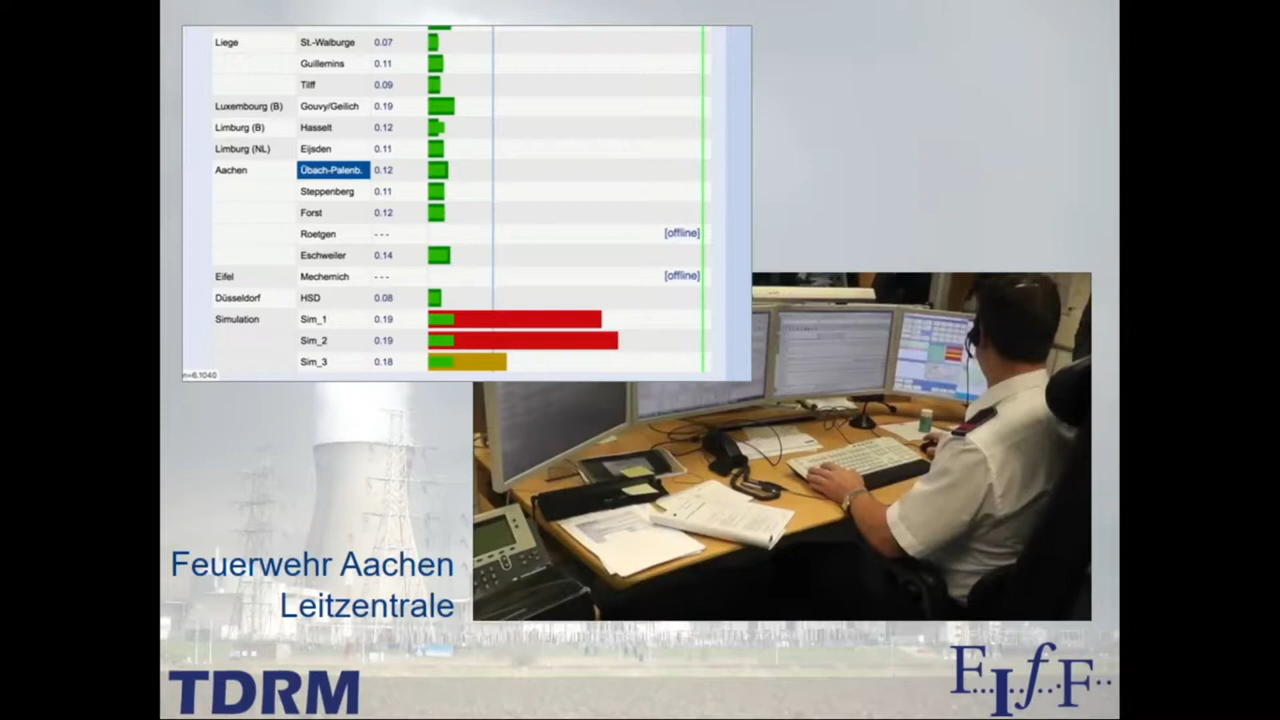 Liege St.-Walburge 0.07
Guillemins 0.11
Tilff 0.09
Luxembourg (B) Gouvy/Geilich 0.19
Limburg (B) Hasselt 0.12
Limburg (NL) Eijsden 0.11
Aachen Übach-Palenb. 0.12
Steppenberg 0.11
Forst 0.12
Roetgen --- [offline]
Eschweiler 0.14
Eifel Mechernich --- [offline]
Düsseldorf HSD 0.08
Simulation Sim_1 0.19
Sim_2 0.19
Sim_3 0.18
n=6.1040
Feuerwehr Aachen
Leitzentrale
TDRM
F...I..f..F..